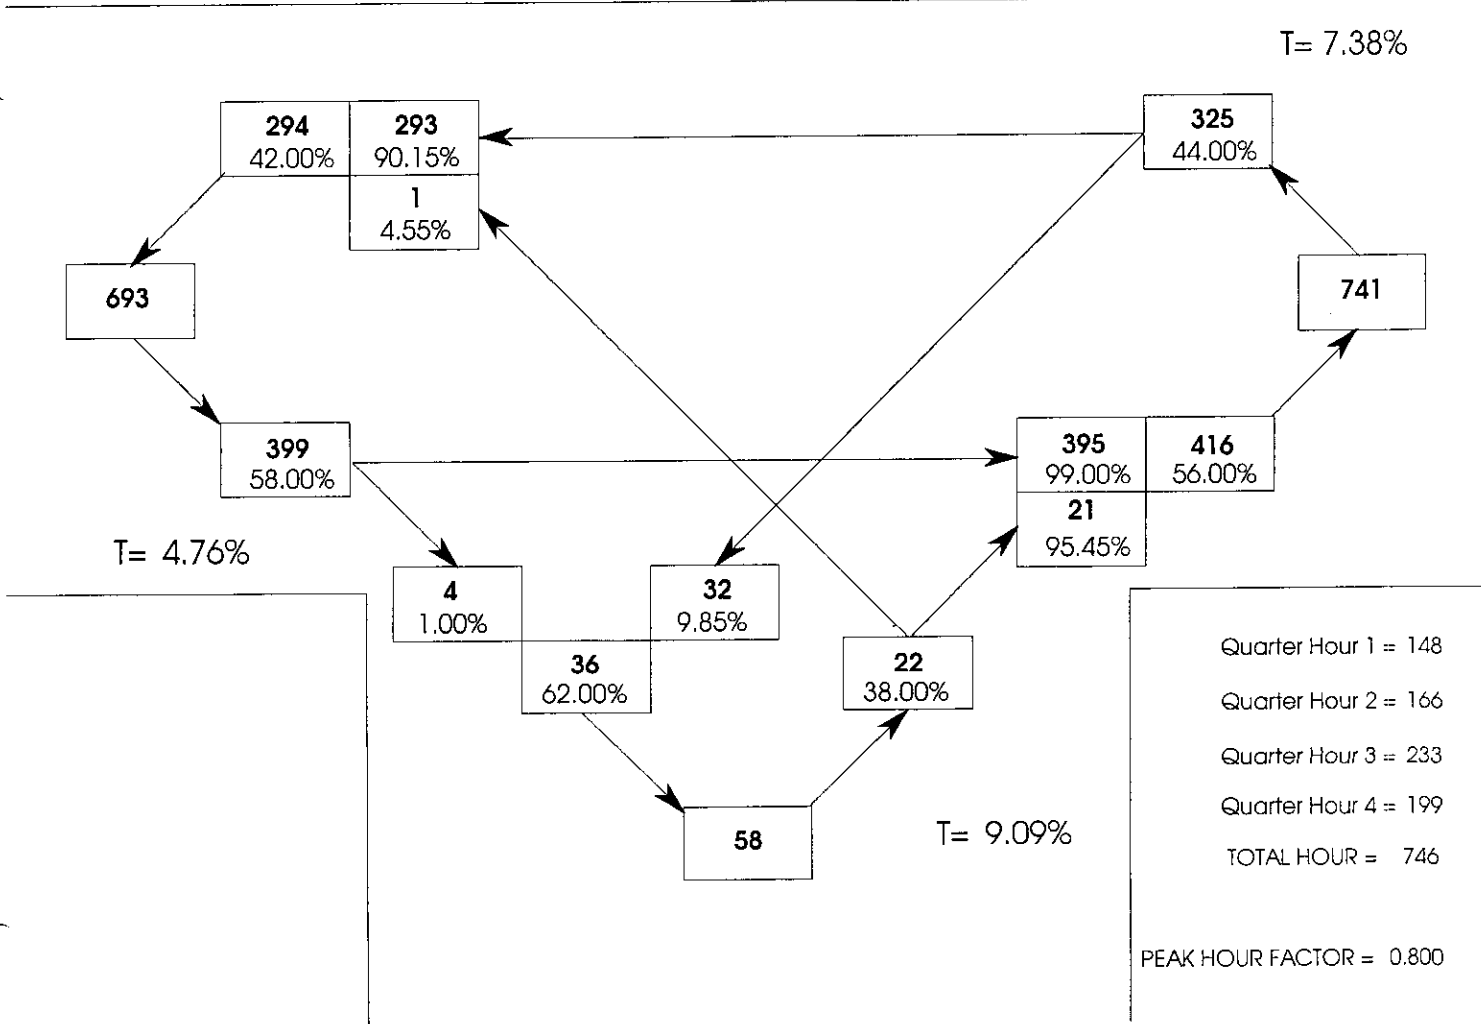 T= 7.38%
294 293 325
42.00% 90.15% 44.00%
1
4.55%
693 741
399 395 416
58.00% 99.00% 56.00%
21
95.45%
T= 4.76%
4 32
1.00% 9.85%
36 22
62.00% 38.00%
58
T= 9.09%
Quarter Hour 1 = 148
Quarter Hour 2 = 166
Quarter Hour 3 = 233
Quarter Hour 4 = 199
TOTAL HOUR = 746
PEAK HOUR FACTOR = 0.800